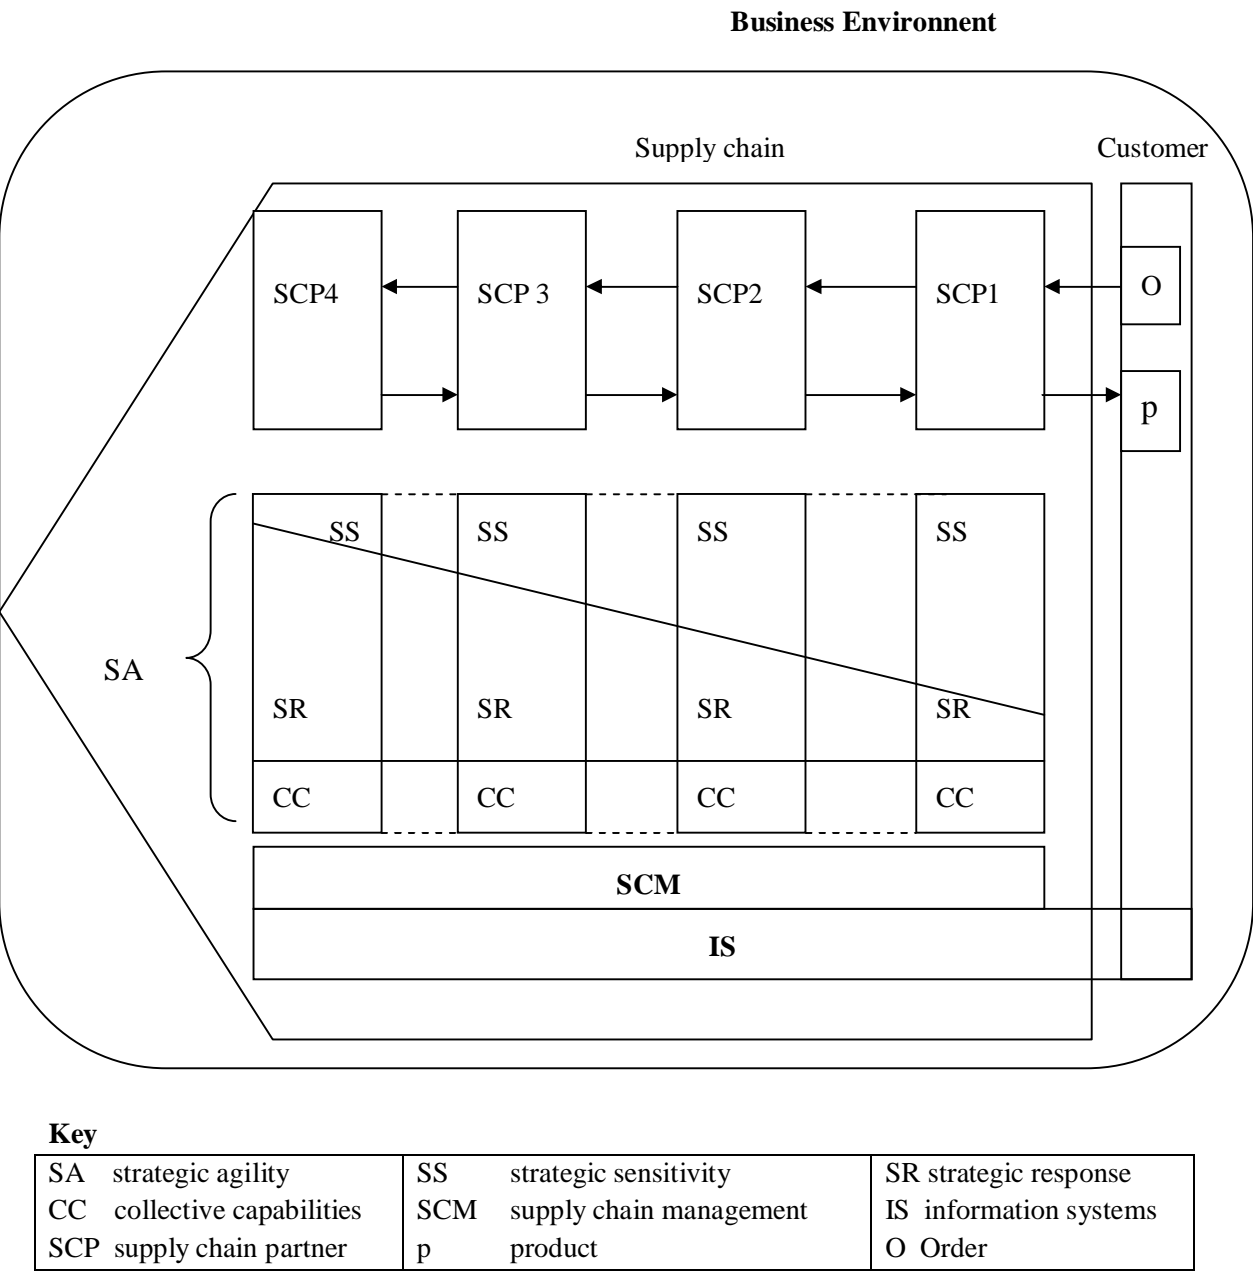 Business Environnent
Supply chain Customer
SCP4 SCP 3 SCP2 SCP1 O
p
SS SS SS SS
SA
SR SR SR SR
CC CC CC CC
SCM
IS
Key
SA strategic agility SS strategic sensitivity SR strategic response
CC collective capabilities SCM supply chain management IS information systems
SCP supply chain partner p product O Order